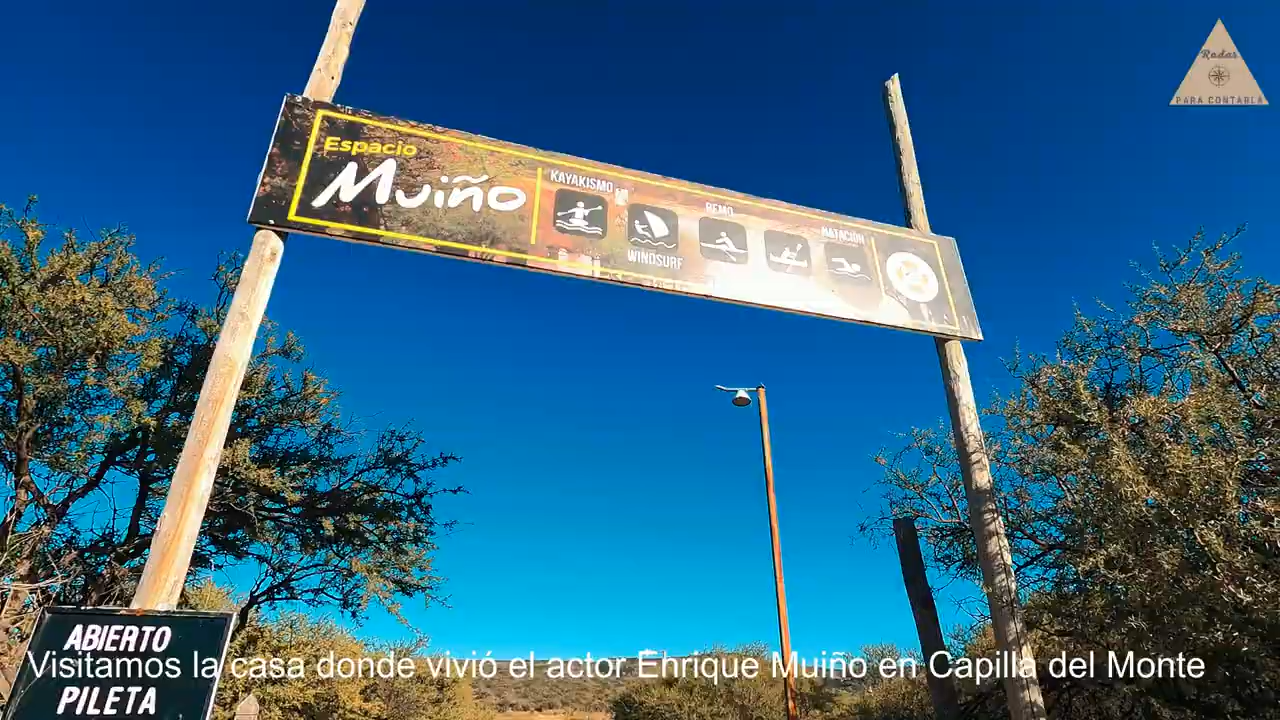 Rodar
PARA CONTARLA
Espacio
Muiño
KAYAKISMO
WINDSURF
REMO
NATACIÓN
ABIERTO
PILETA
Visitamos la casa donde vivió el actor Enrique Muiño en Capilla del Monte